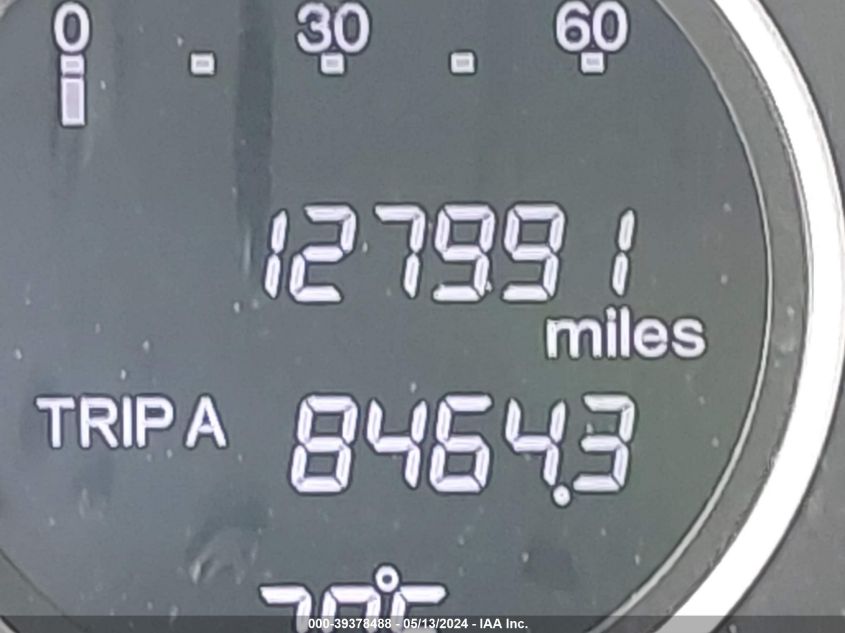 0 30 60
127991
miles
TRIP A 8464.3
000-39378488 - 05/13/2024 - IAA Inc.